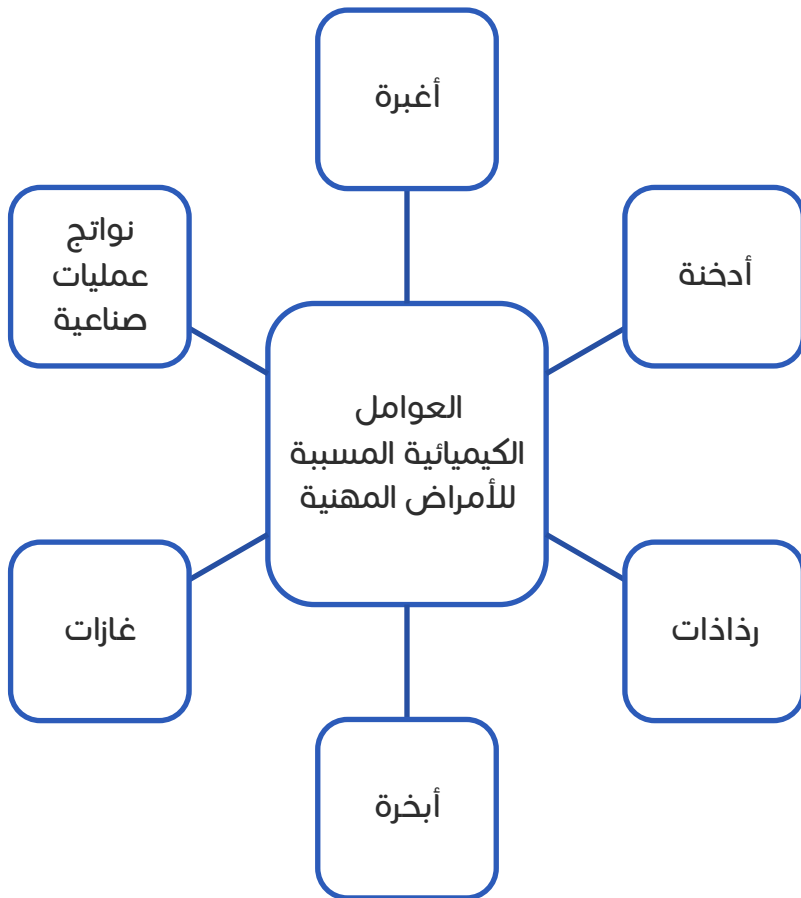 أغبرة
أدخنة
نواتج
عمليات
صناعية
العوامل
الكيميائية المسببة
للأمراض المهنية
رذاذات
غازات
أبخرة